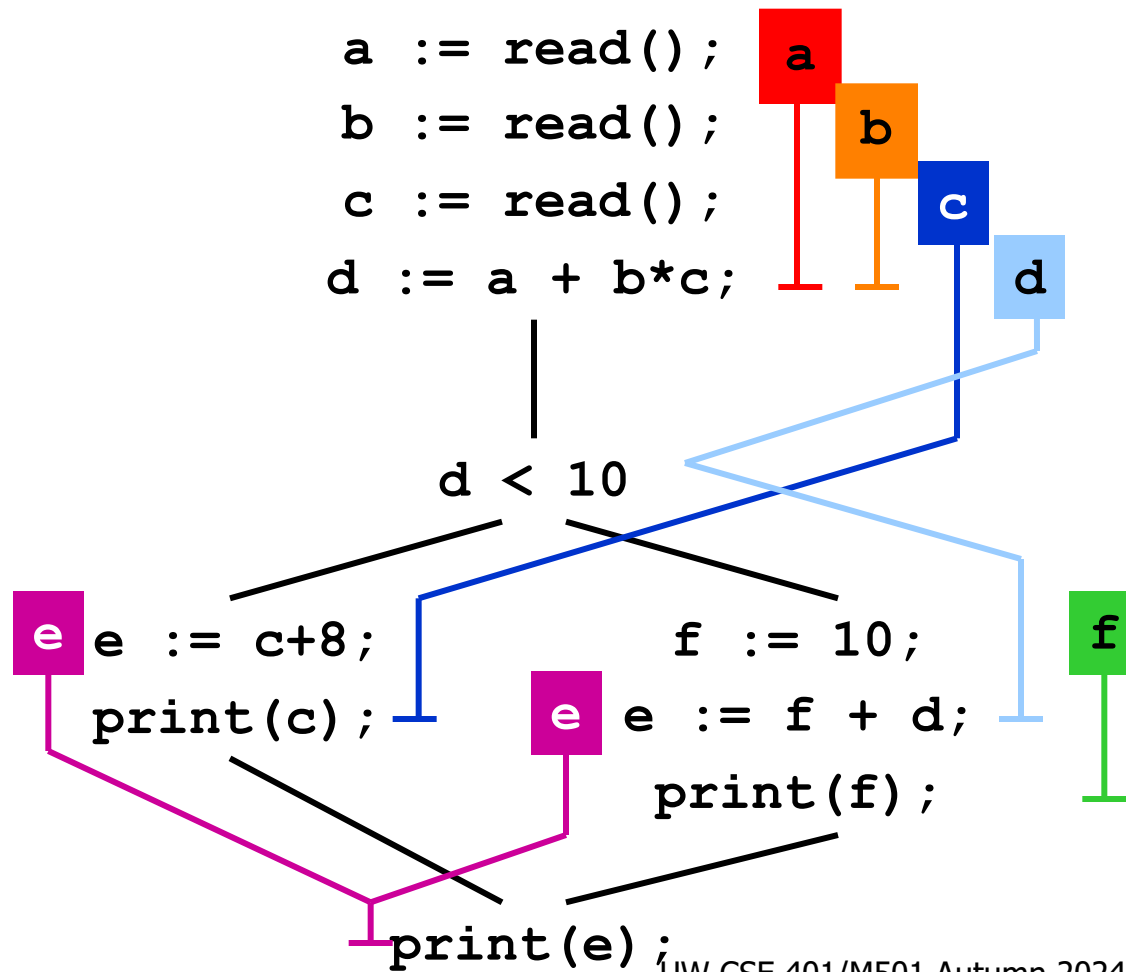 a := read(); a
b := read(); b
c := read(); c
d := a + b*c; d
d < 10
e e := c+8; f := 10; f
print(c); e e := f + d;
print(f);
print(e);
UW CSE 401/M501 Autumn 2024